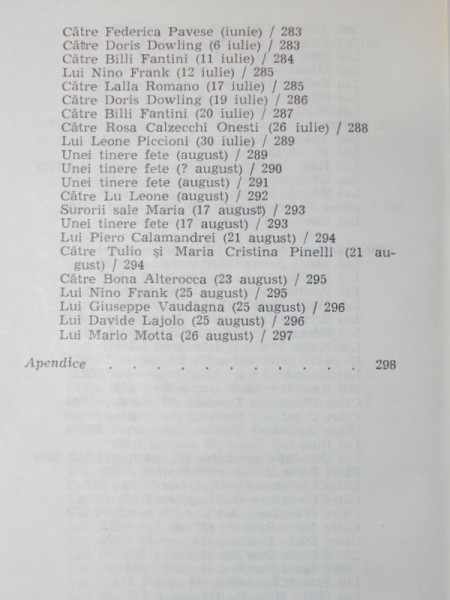 Către Federica Pavese (iunie) / 283
Către Doris Dowling (6 iulie) / 283
Către Billi Fantini (11 iulie) / 284
Lui Nino Frank (12 iulie) / 285
Către Lalla Romano (17 iulie) / 285
Către Doris Dowling (19 iulie) / 286
Către Billi Fantini (20 iulie) / 287
Către Rosa Calzecchi Onesti (26 iulie) / 288
Lui Leone Piccioni (30 iulie) / 289
Unei tinere fete (august) / 289
Unei tinere fete (? august) / 290
Unei tinere fete (august) / 291
Către Lu Leone (august) / 292
Surorii sale Maria (17 august) / 293
Unei tinere fete (17 august) / 293
Lui Piero Calamandrei (21 august) / 294
Către Tulio și Maria Cristina Pinelli (21 au-
gust) / 294
Către Bona Alterocca (23 august) / 295
Lui Nino Frank (25 august) / 295
Lui Giuseppe Vaudagna (25 august) / 296
Lui Davide Lajolo (25 august) / 296
Lui Mario Motta (26 august) / 297
Apendice . . . . . . . . . . . 298